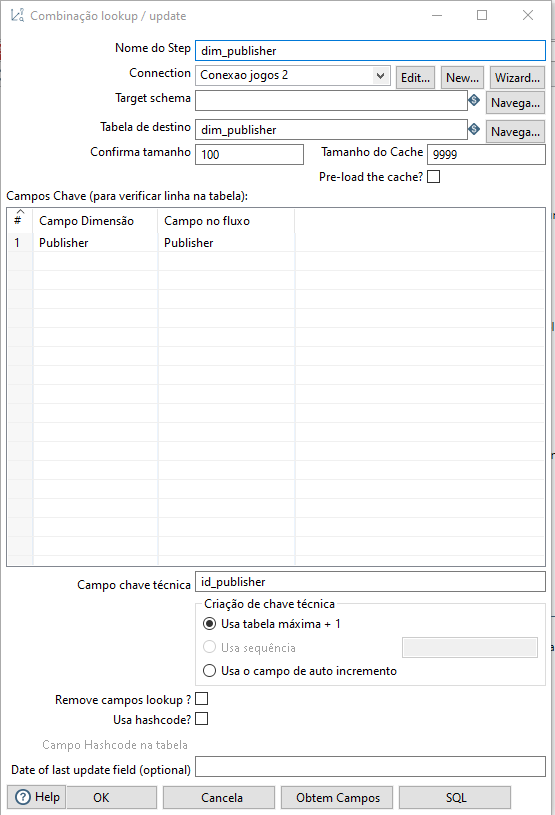 Combinação lookup / update
Nome do Step dim_publisher
Connection Conexao jogos 2 Edit... New... Wizard...
Target schema Navega...
Tabela de destino dim_publisher Navega...
Confirma tamanho 100 Tamanho do Cache 9999
Pre-load the cache?
Campos Chave (para verificar linha na tabela):
# Campo Dimensão Campo no fluxo
1 Publisher Publisher
Campo chave técnica id_publisher
Criação de chave técnica
Usa tabela máxima + 1
Usa sequência
Usa o campo de auto incremento
Remove campos lookup ?
Usa hashcode?
Campo Hashcode na tabela
Date of last update field (optional)
Help OK Cancela Obtem Campos SQL